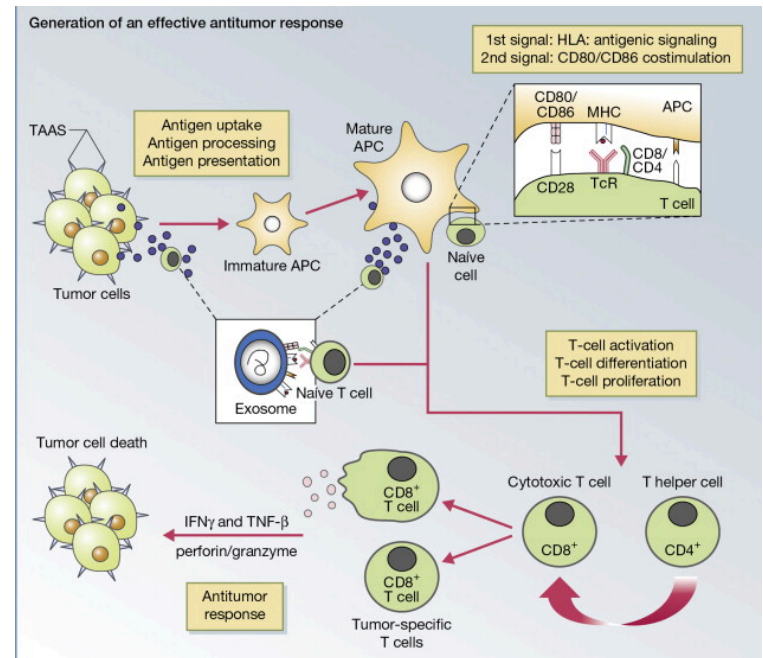 Generation of an effective antitumor response
1st signal: HLA: antigenic signaling
2nd signal: CD80/CD86 costimulation
TAAS
Antigen uptake
Antigen processing
Antigen presentation
Mature
APC
CD80/
CD86
MHC
APC
CD8/
CD4
CD28
TcR
T cell
Immature APC
Naïve
cell
Tumor cells
Exosome
Naïve T cell
T-cell activation
T-cell differentiation
T-cell proliferation
Tumor cell death
CD8+
T cell
Cytotoxic T cell
T helper cell
IFNγ and TNF-β
perforin/granzyme
CD8+
CD4+
CD8+
T cell
Antitumor
response
Tumor-specific
T cells